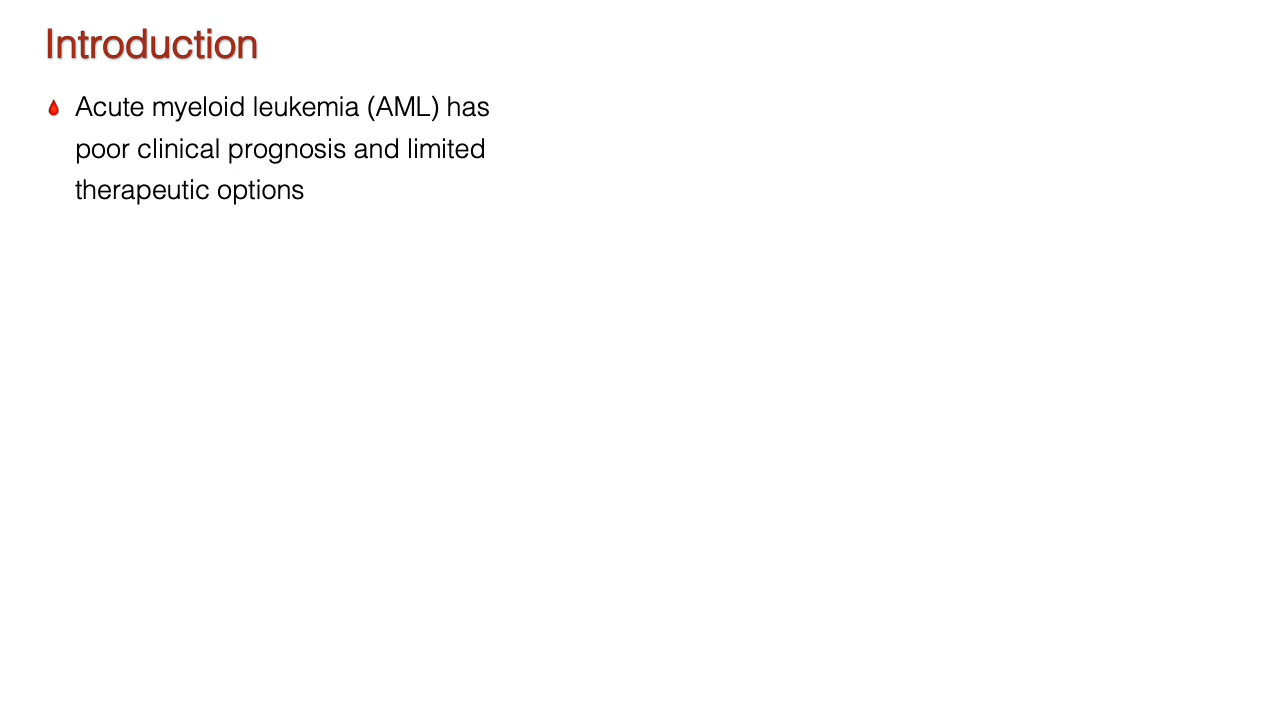 Introduction
Acute myeloid leukemia (AML) has
poor clinical prognosis and limited
therapeutic options